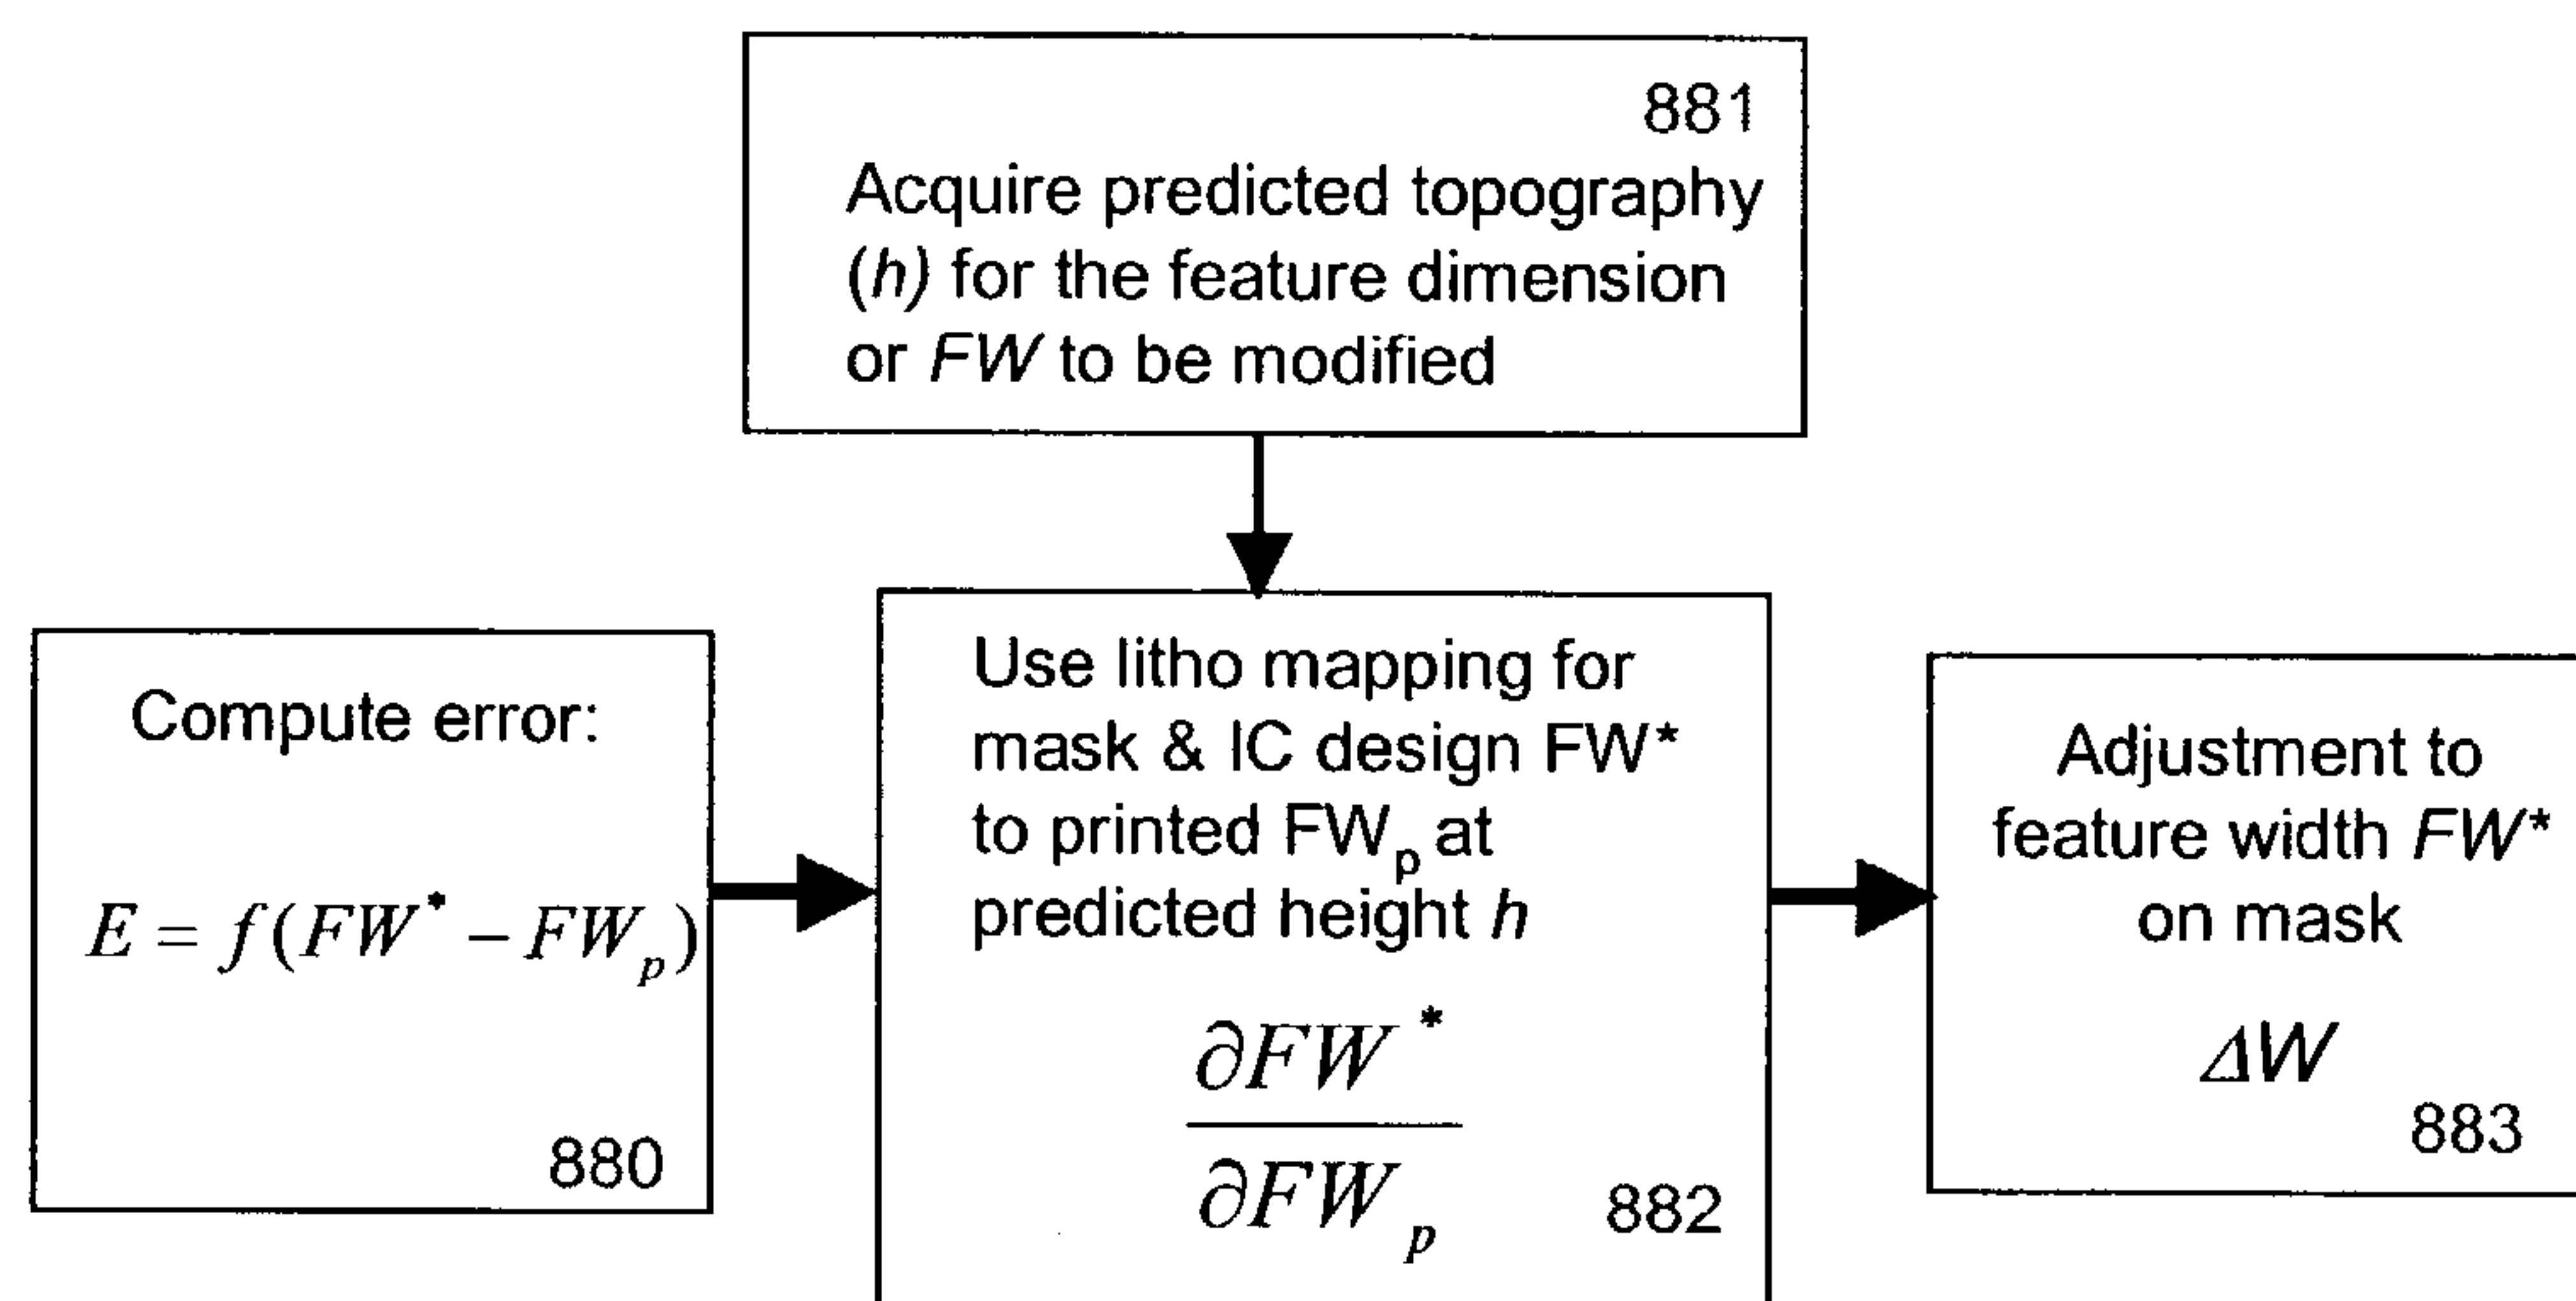 881
Acquire predicted topography
(h) for the feature dimension
or FW to be modified
Compute error:
E = f(FW* – FWp)
880
Use litho mapping for
mask & IC design FW*
to printed FWp at
predicted height h
∂FW*
∂FWp
882
Adjustment to
feature width FW*
on mask
ΔW
883